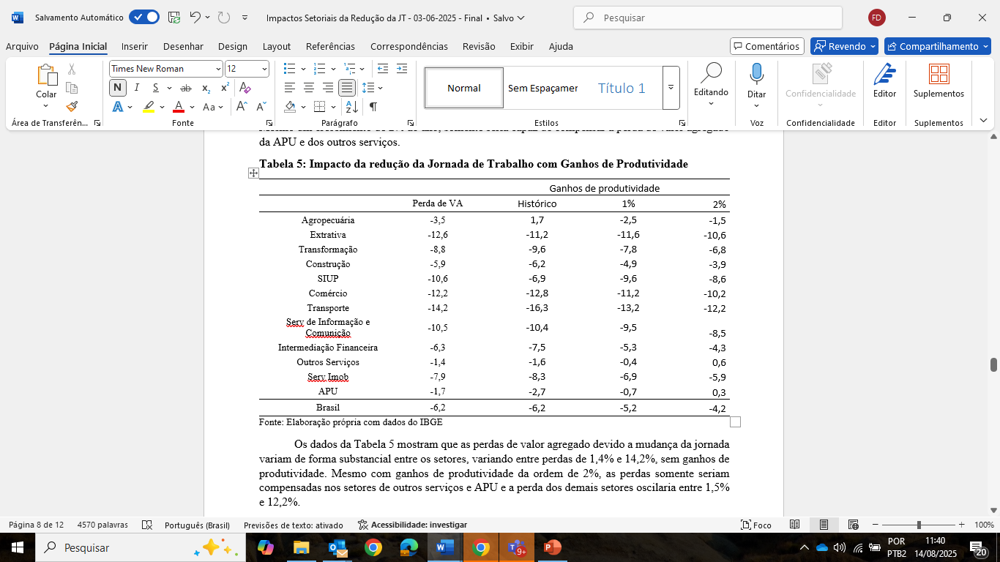 Salvamento Automático
Impactos Setoriais da Redução da JT - 03-06-2025 - Final • Salvo
Pesquisar
FD
Arquivo Página Inicial Inserir Desenhar Design Layout Referências Correspondências Revisão Exibir Ajuda
Comentários Revendo Compartilhamento
Times New Roman 12
Colar
N I S ab x₂ x² A
A A Aa A A
Normal Sem Espaçamer Título 1
Editando Ditar Confidencialidade Editor Suplementos
Área de Transferên... Fonte Parágrafo Estilos Voz Confidencialidade Editor Suplementos
da APU e dos outros serviços.
Tabela 5: Impacto da redução da Jornada de Trabalho com Ganhos de Produtividade
Ganhos de produtividade
Perda de VA Histórico 1% 2%
Agropecuária -3,5 1,7 -2,5 -1,5
Extrativa -12,6 -11,2 -11,6 -10,6
Transformação -8,8 -9,6 -7,8 -6,8
Construção -5,9 -6,2 -4,9 -3,9
SIUP -10,6 -6,9 -9,6 -8,6
Comércio -12,2 -12,8 -11,2 -10,2
Transporte -14,2 -16,3 -13,2 -12,2
Serv de Informação e
Comunição -10,5 -10,4 -9,5 -8,5
Intermediação Financeira -6,3 -7,5 -5,3 -4,3
Outros Serviços -1,4 -1,6 -0,4 0,6
Serv Imob -7,9 -8,3 -6,9 -5,9
APU -1,7 -2,7 -0,7 0,3
Brasil -6,2 -6,2 -5,2 -4,2
Fonte: Elaboração própria com dados do IBGE
Os dados da Tabela 5 mostram que as perdas de valor agregado devido a mudança da jornada
variam de forma substancial entre os setores, variando entre perdas de 1,4% e 14,2%, sem ganhos de
produtividade. Mesmo com ganhos de produtividade da ordem de 2%, as perdas somente seriam
compensadas nos setores de outros serviços e APU e a perda dos demais setores oscilaria entre 1,5%
e 12,2%.
Página 8 de 12 4570 palavras Português (Brasil) Previsões de texto: ativado Acessibilidade: investigar Foco 100%
Pesquisar
9+
POR
PTB2
11:40
14/08/2025
20